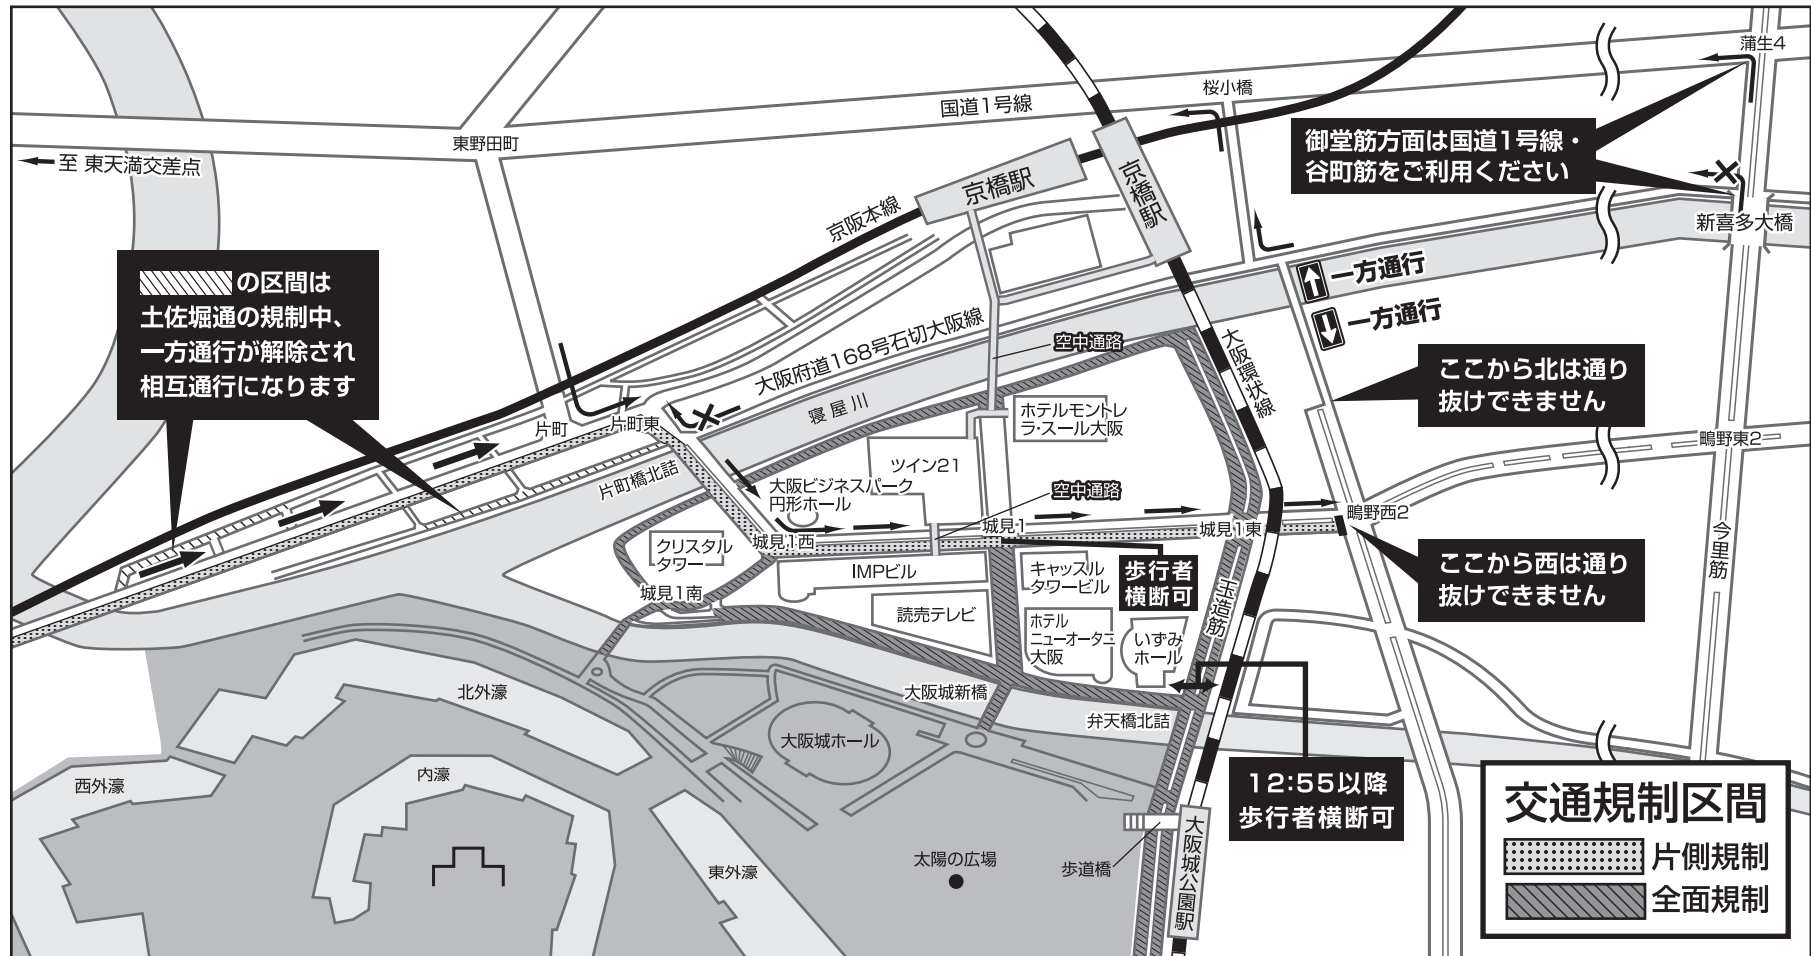 蒲生4
桜小橋
国道1号線
東野田町
至 東天満交差点
御堂筋方面は国道1号線・
谷町筋をご利用ください
京橋駅
京橋駅
京阪本線
新喜多大橋
の区間は
土佐堀通の規制中、
一方通行が解除され
相互通行になります
一方通行
一方通行
大阪府道168号石切大阪線
空中通路
大阪環状線
ここから北は通り
抜けできません
寝屋川
ホテルモントレ
ラ・スール大阪
片町
片町東
鴫野東2
ツイン21
片町橋北詰
大阪ビジネスパーク
円形ホール
空中通路
鴫野西2
城見1
城見1東
城見1西
今里筋
クリスタル
タワー
IMPビル
キャッスル
タワービル
歩行者
横断可
ここから西は通り
抜けできません
城見1南
読売テレビ
ホテル
ニューオータニ
大阪
いずみ
ホール
玉造筋
北外濠
大阪城新橋
弁天橋北詰
大阪城ホール
西外濠
内濠
12:55以降
歩行者横断可
交通規制区間
片側規制
全面規制
東外濠
太陽の広場
歩道橋
大阪城公園駅